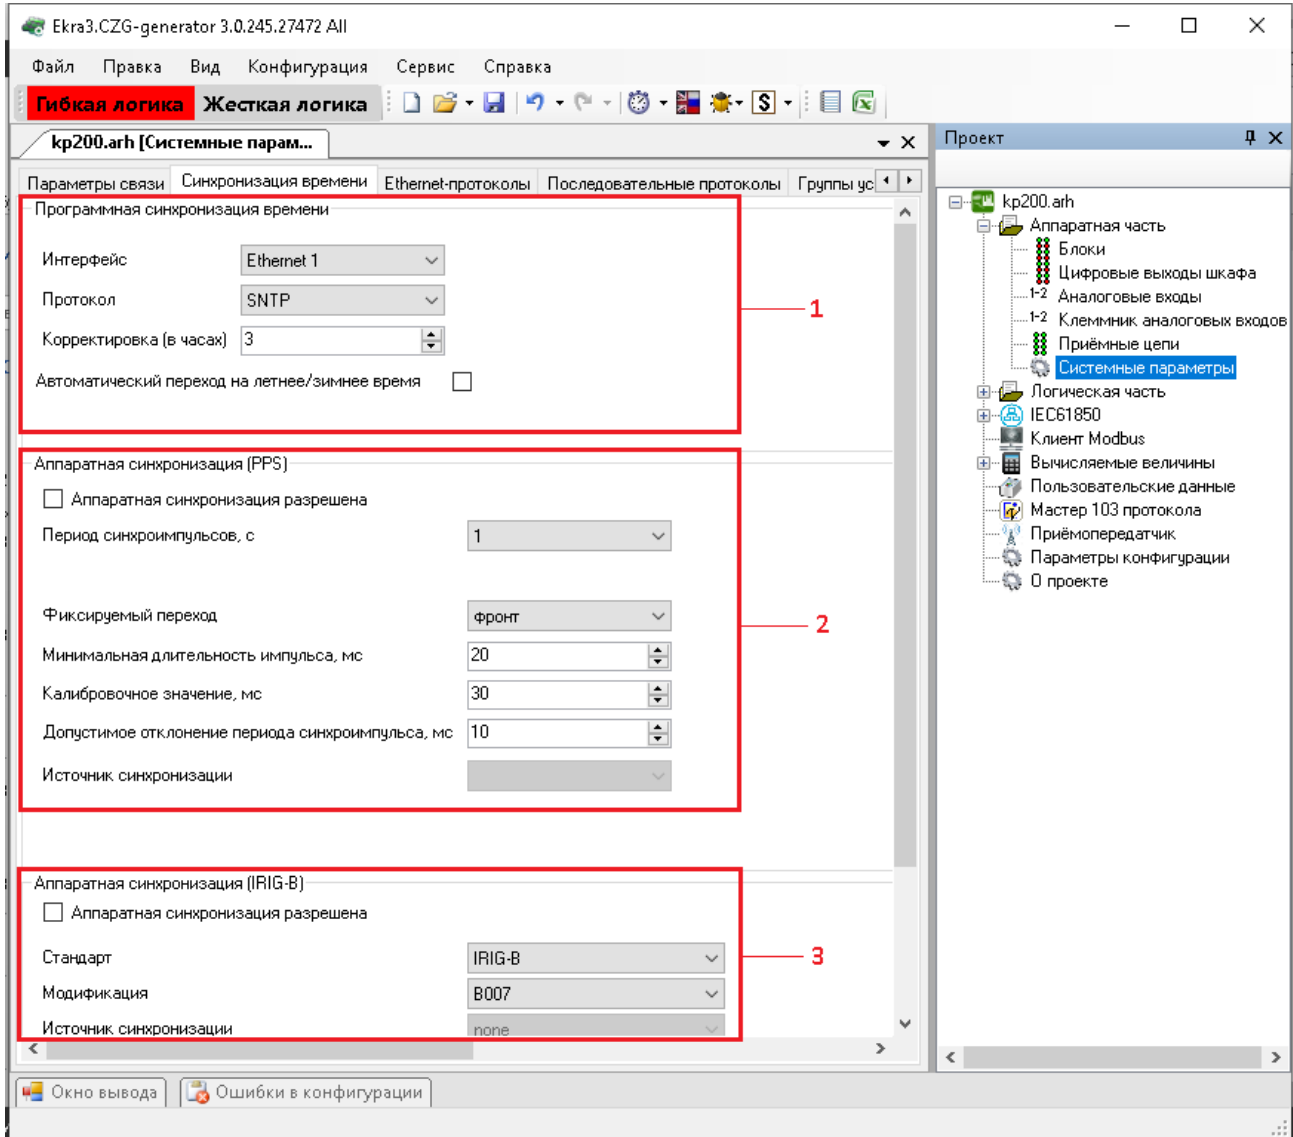 Ekra3.CZG-generator 3.0.245.27472 All
Файл Правка Вид Конфигурация Сервис Справка
Гибкая логика Жесткая логика
kp200.arh [Системные парам...
Параметры связи Синхронизация времени Ethernet-протоколы Последовательные протоколы Группы ус
Программная синхронизация времени
Интерфейс Ethernet 1
Протокол SNTP
1
Корректировка (в часах) 3
Автоматический переход на летнее/зимнее время
Аппаратная синхронизация (PPS)
Аппаратная синхронизация разрешена
Период синхроимпульсов, с 1
Фиксируемый переход фронт
2
Минимальная длительность импульса, мс 20
Калибровочное значение, мс 30
Допустимое отклонение периода синхроимпульса, мс 10
Источник синхронизации
Аппаратная синхронизация (IRIG-B)
Аппаратная синхронизация разрешена
Стандарт IRIG-B
3
Модификация B007
Источник синхронизации none
Проект
kp200.arh
Аппаратная часть
Блоки
Цифровые выходы шкафа
1-2 Аналоговые входы
1-2 Клеммник аналоговых входов
Приёмные цепи
Системные параметры
Логическая часть
IEC61850
Клиент Modbus
Вычисляемые величины
Пользовательские данные
Мастер 103 протокола
Приёмопередатчик
Параметры конфигурации
О проекте
Окно вывода Ошибки в конфигурации